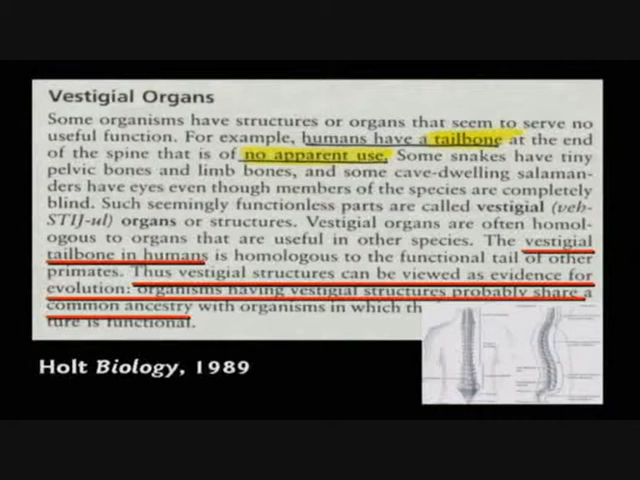 Vestigial Organs
Some organisms have structures or organs that seem to serve no
useful function. For example, humans have a tailbone at the end
of the spine that is of no apparent use. Some snakes have tiny
pelvic bones and limb bones, and some cave-dwelling salaman-
ders have eyes even though members of the species are completely
blind. Such seemingly functionless parts are called vestigial (veh-
STIJ-ul) organs or structures. Vestigial organs are often homol-
ogous to organs that are useful in other species. The vestigial
tailbone in humans is homologous to the functional tail of other
primates. Thus vestigial structures can be viewed as evidence for
evolution: organisms having vestigial structures probably share a
common ancestry with organisms in which th
ture is functional.
Holt Biology, 1989